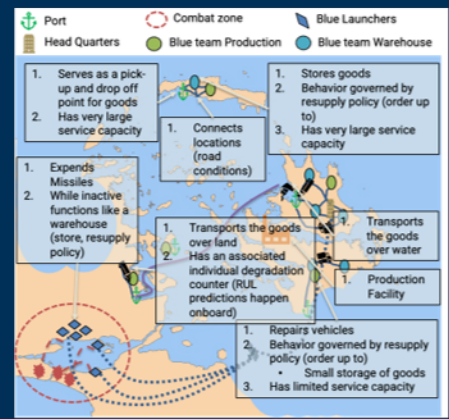 Port
Combat zone
Blue Launchers
Head Quarters
Blue team Production
Blue team Warehouse
1. Serves as a pick-
up and drop off
point for goods
2. Has very large
service capacity
1. Stores goods
2. Behavior governed by
resupply policy (order up
to)
3. Has very large service
capacity
1. Connects
locations
(road
conditions)
1. Expends
Missiles
2. While inactive
functions like a
warehouse
(store, resupply
policy)
1. Transports the goods
over land
2. Has an associated
individual degradation
counter (RUL
predictions happen
onboard)
1. Transports
the goods
over water
1. Production
Facility
1. Repairs vehicles
2. Behavior governed by resupply
policy (order up to)
• Small storage of goods
3. Has limited service capacity